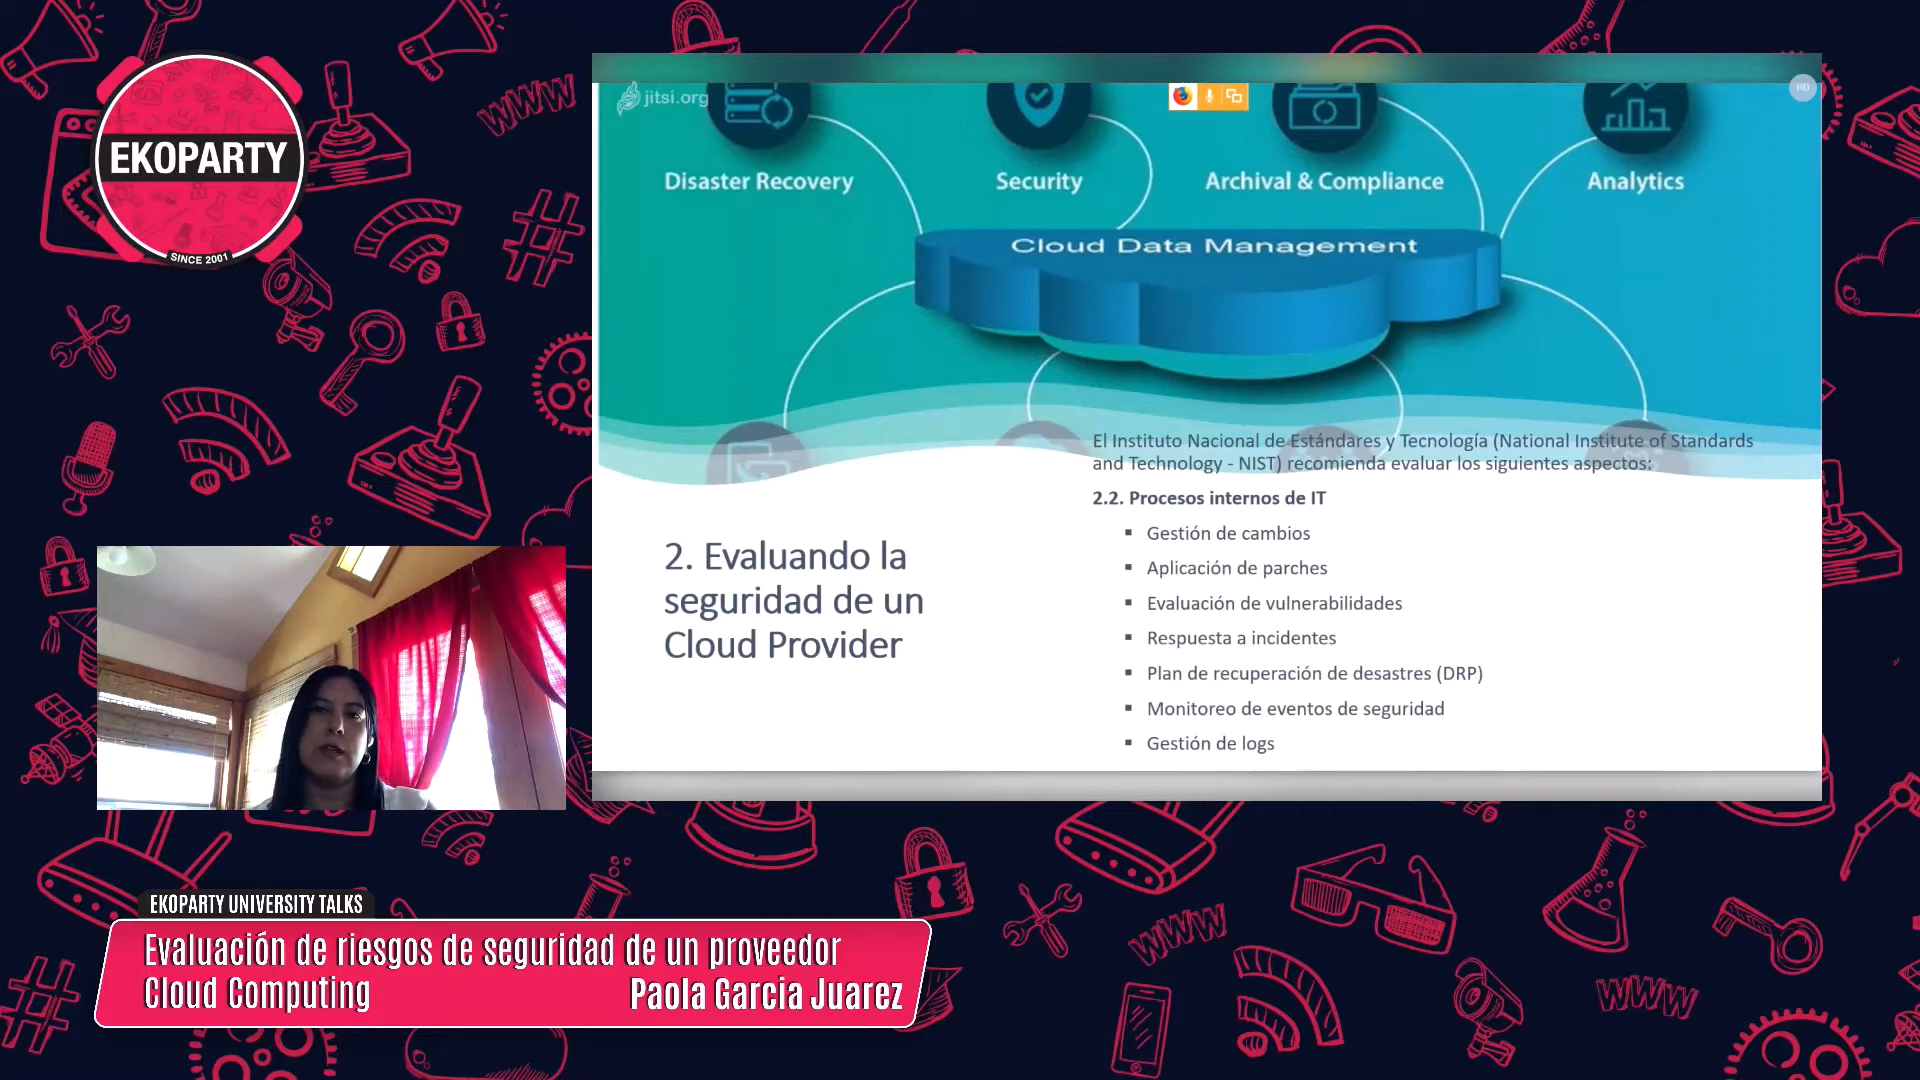 EKOPARTY
SINCE 2001
jitsi.org
HD
Disaster Recovery
Security
Archival & Compliance
Analytics
Cloud Data Management
El Instituto Nacional de Estándares y Tecnología (National Institute of Standards
and Technology - NIST) recomienda evaluar los siguientes aspectos:
2.2. Procesos internos de IT
▪ Gestión de cambios
▪ Aplicación de parches
▪ Evaluación de vulnerabilidades
▪ Respuesta a incidentes
▪ Plan de recuperación de desastres (DRP)
▪ Monitoreo de eventos de seguridad
▪ Gestión de logs
2. Evaluando la
seguridad de un
Cloud Provider
EKOPARTY UNIVERSITY TALKS
Evaluación de riesgos de seguridad de un proveedor
Cloud Computing
Paola Garcia Juarez
WWW
WWW
WWW